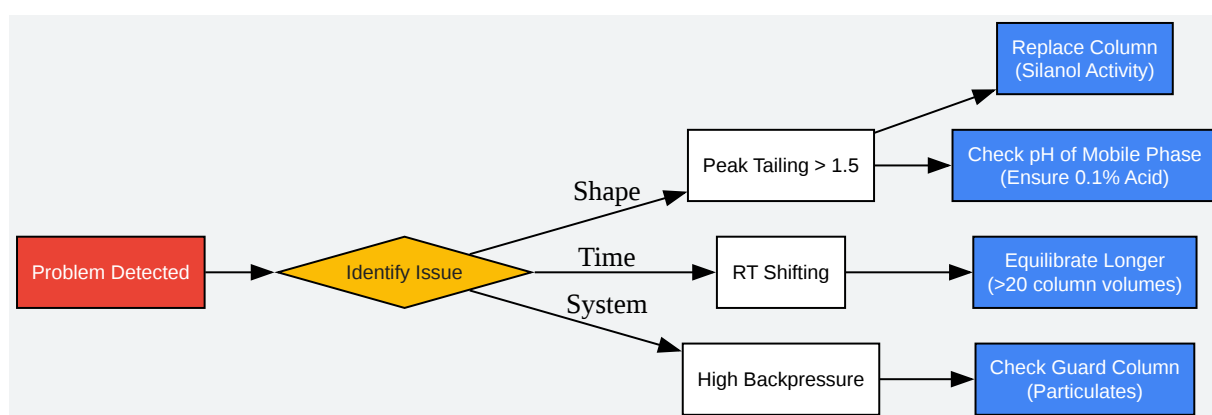 Problem Detected
Identify Issue
Shape
Time
System
Peak Tailing > 1.5
RT Shifting
High Backpressure
Replace Column
(Silanol Activity)
Check pH of Mobile Phase
(Ensure 0.1% Acid)
Equilibrate Longer
(>20 column volumes)
Check Guard Column
(Particulates)